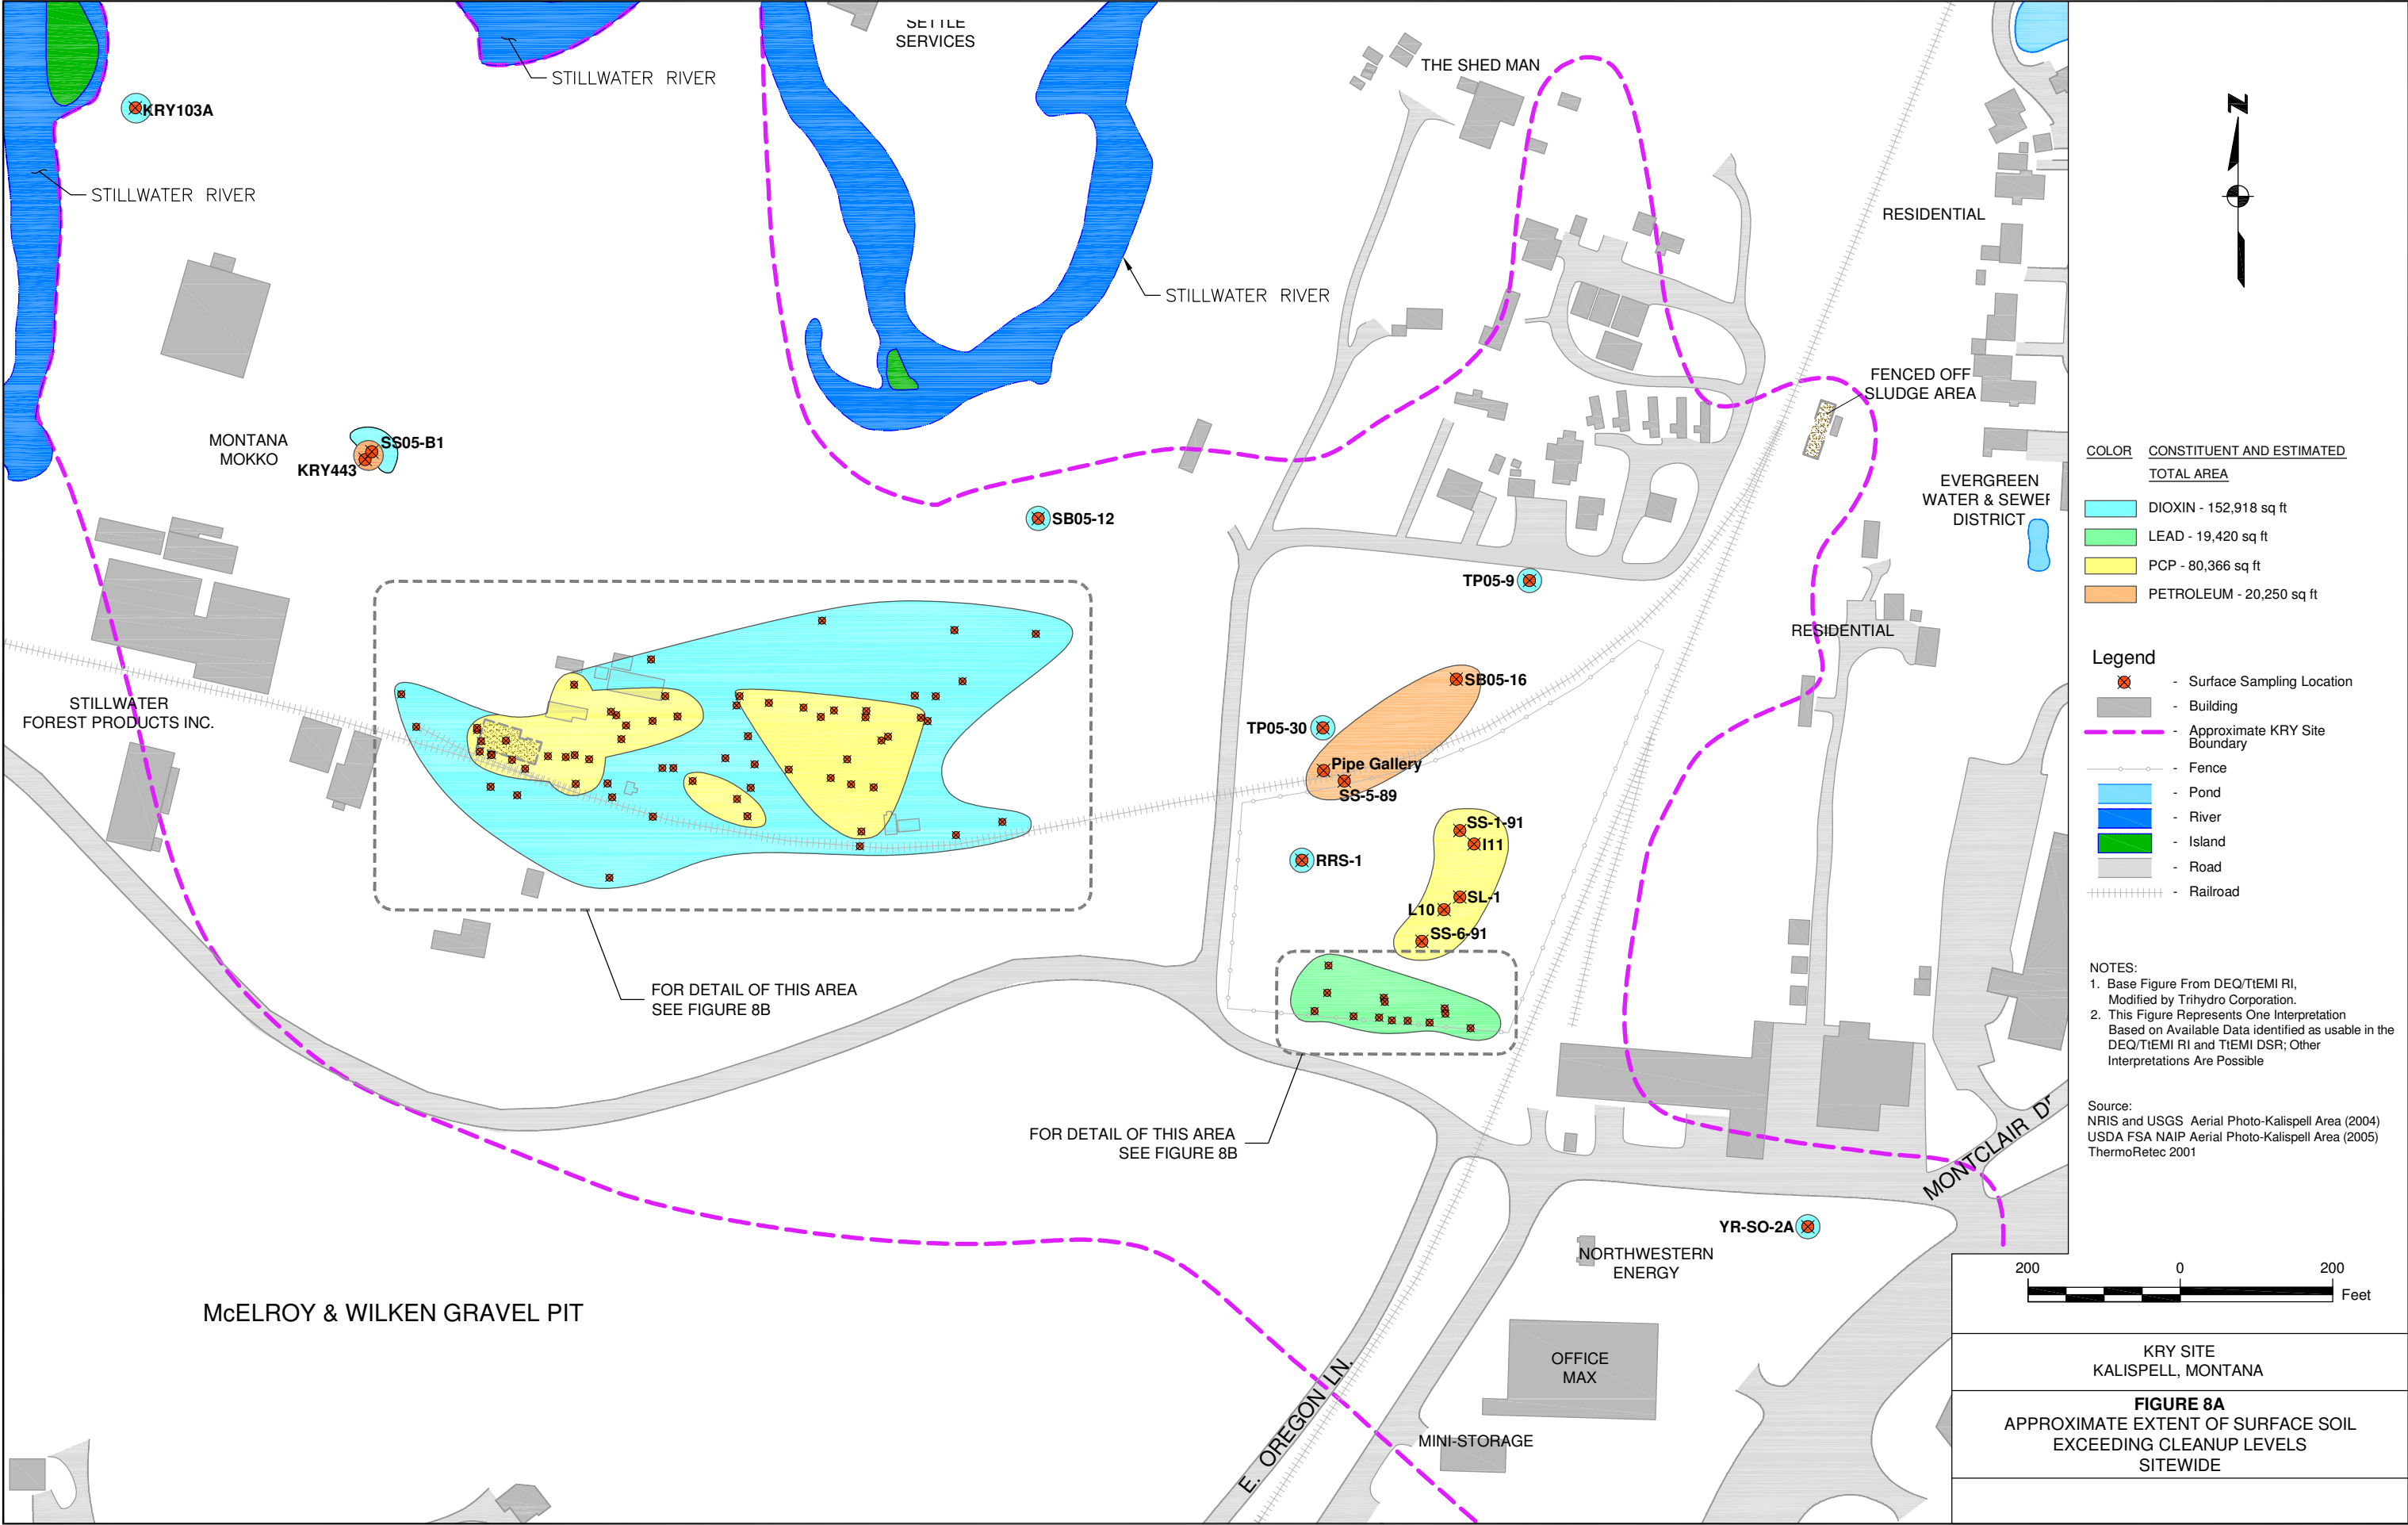 SETTLE
SERVICES
STILLWATER RIVER
THE SHED MAN
N
KRY103A
STILLWATER RIVER
RESIDENTIAL
STILLWATER RIVER
FENCED OFF
SLUDGE AREA
MONTANA
MOKKO
SS05-B1
KRY443
EVERGREEN
WATER & SEWER
DISTRICT
SB05-12
TP05-9
RESIDENTIAL
STILLWATER
FOREST PRODUCTS INC.
SB05-16
TP05-30
Pipe Gallery
SS-5-89
SS-1-91
I11
RRS-1
SL-1
L10
SS-6-91
FOR DETAIL OF THIS AREA
SEE FIGURE 8B
FOR DETAIL OF THIS AREA
SEE FIGURE 8B
MONTCLAIR
YR-SO-2A
NORTHWESTERN
ENERGY
McELROY & WILKEN GRAVEL PIT
OFFICE
MAX
E. OREGON LN.
MINI-STORAGE
COLOR CONSTITUENT AND ESTIMATED
TOTAL AREA
DIOXIN - 152,918 sq ft
LEAD - 19,420 sq ft
PCP - 80,366 sq ft
PETROLEUM - 20,250 sq ft
Legend
- Surface Sampling Location
- Building
- Approximate KRY Site
Boundary
- Fence
- Pond
- River
- Island
- Road
- Railroad
NOTES:
1. Base Figure From DEQ/TtEMI RI,
Modified by Trihydro Corporation.
2. This Figure Represents One Interpretation
Based on Available Data identified as usable in the
DEQ/TtEMI RI and TtEMI DSR; Other
Interpretations Are Possible
Source:
NRIS and USGS Aerial Photo-Kalispell Area (2004)
USDA FSA NAIP Aerial Photo-Kalispell Area (2005)
ThermoRetec 2001
200 0 200
Feet
KRY SITE
KALISPELL, MONTANA
FIGURE 8A
APPROXIMATE EXTENT OF SURFACE SOIL
EXCEEDING CLEANUP LEVELS
SITEWIDE